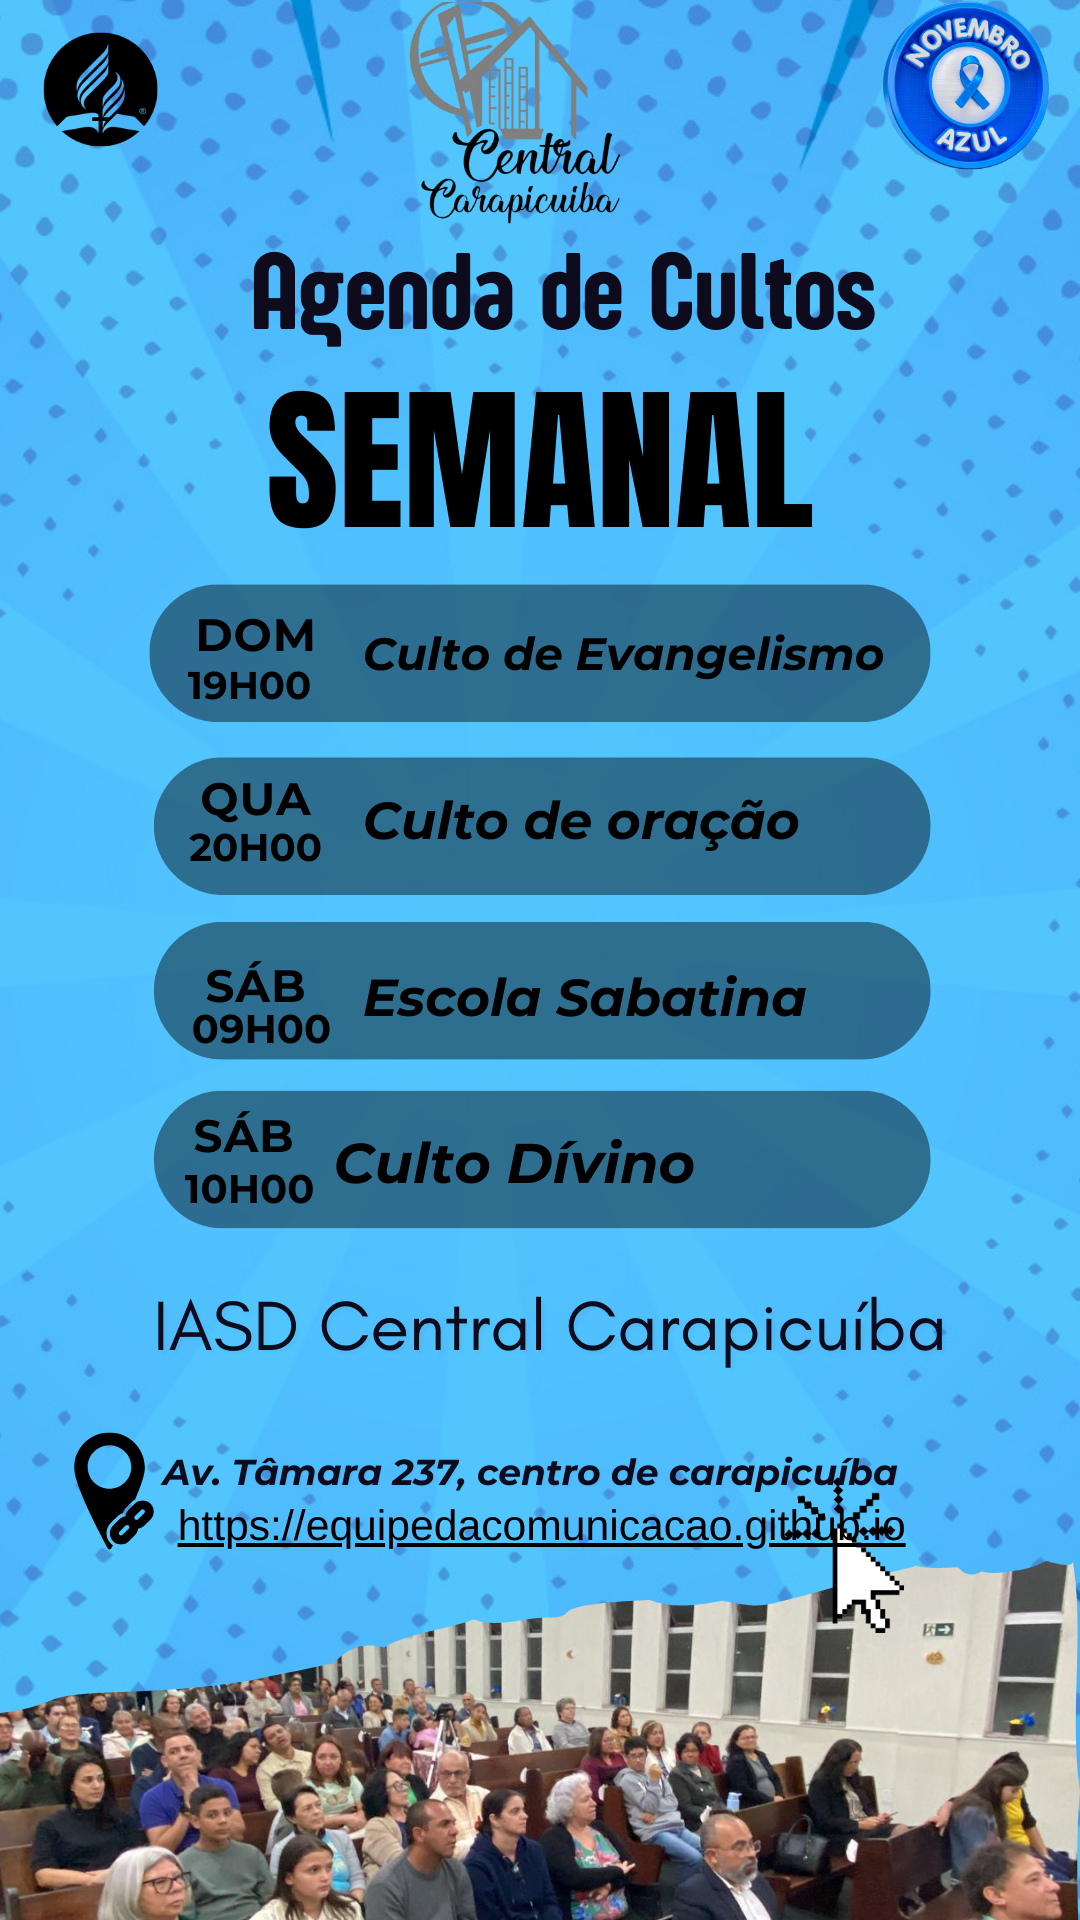 NOVEMBRO
AZUL
Central
Carapicuiba
Agenda de Cultos
SEMANAL
DOM
19H00
Culto de Evangelismo
QUA
20H00
Culto de oração
SÁB
09H00
Escola Sabatina
SÁB
10H00
Culto Dívino
IASD Central Carapicuíba
Av. Tâmara 237, centro de carapicuíba
https://equipedacomunicacao.github.io